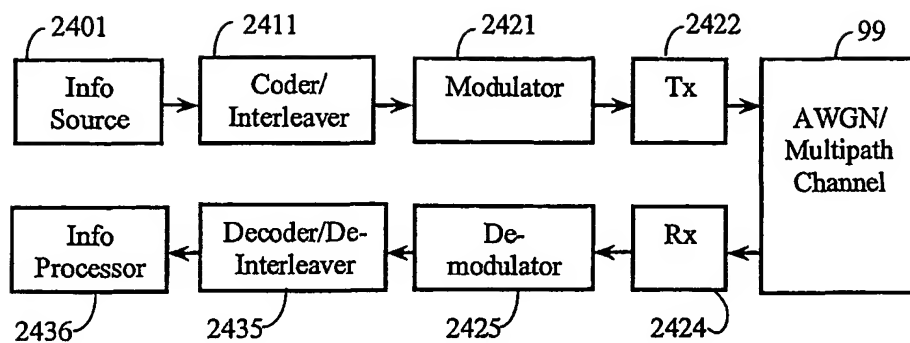 2401
2411
2421
2422
99
Info
Source
Coder/
Interleaver
Modulator
Tx
AWGN/
Multipath
Channel
Info
Processor
Decoder/De-
Interleaver
De-
modulator
Rx
2436
2435
2425
2424